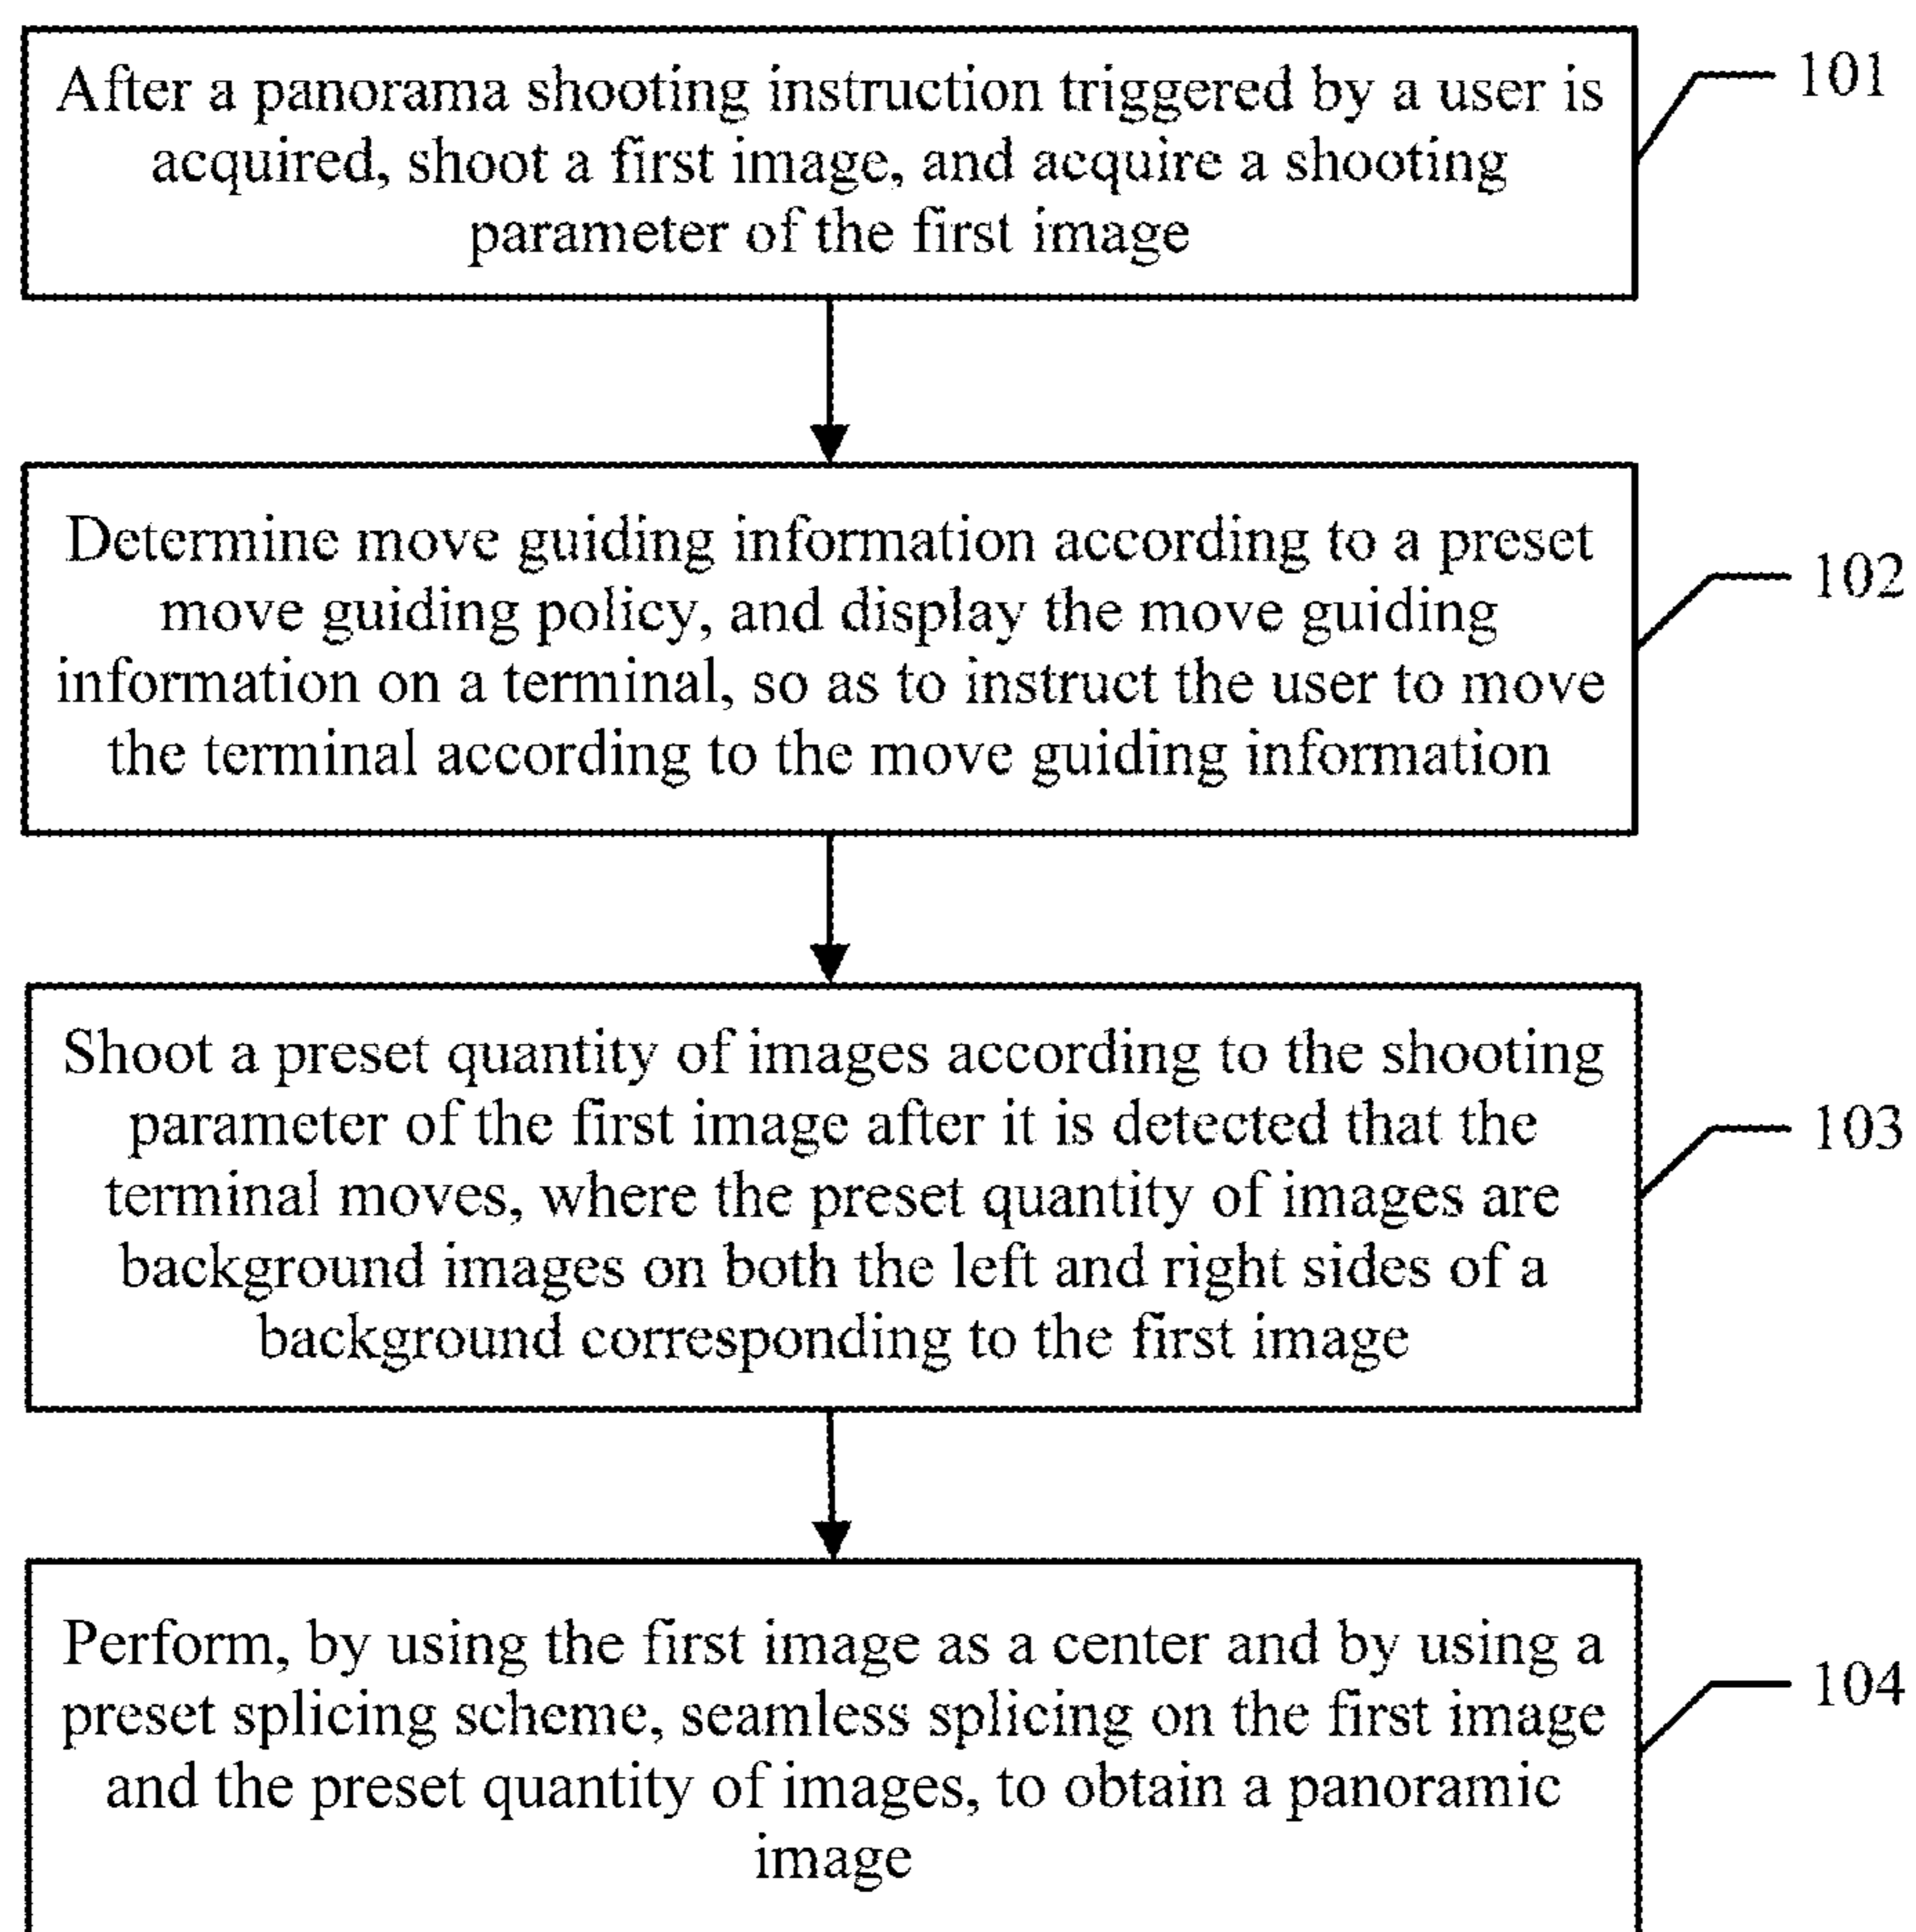 After a panorama shooting instruction triggered by a user is
acquired, shoot a first image, and acquire a shooting
parameter of the first image
101
Determine move guiding information according to a preset
move guiding policy, and display the move guiding
information on a terminal, so as to instruct the user to move
the terminal according to the move guiding information
102
Shoot a preset quantity of images according to the shooting
parameter of the first image after it is detected that the
terminal moves, where the preset quantity of images are
background images on both the left and right sides of a
background corresponding to the first image
103
Perform, by using the first image as a center and by using a
preset splicing scheme, seamless splicing on the first image
and the preset quantity of images, to obtain a panoramic
image
104